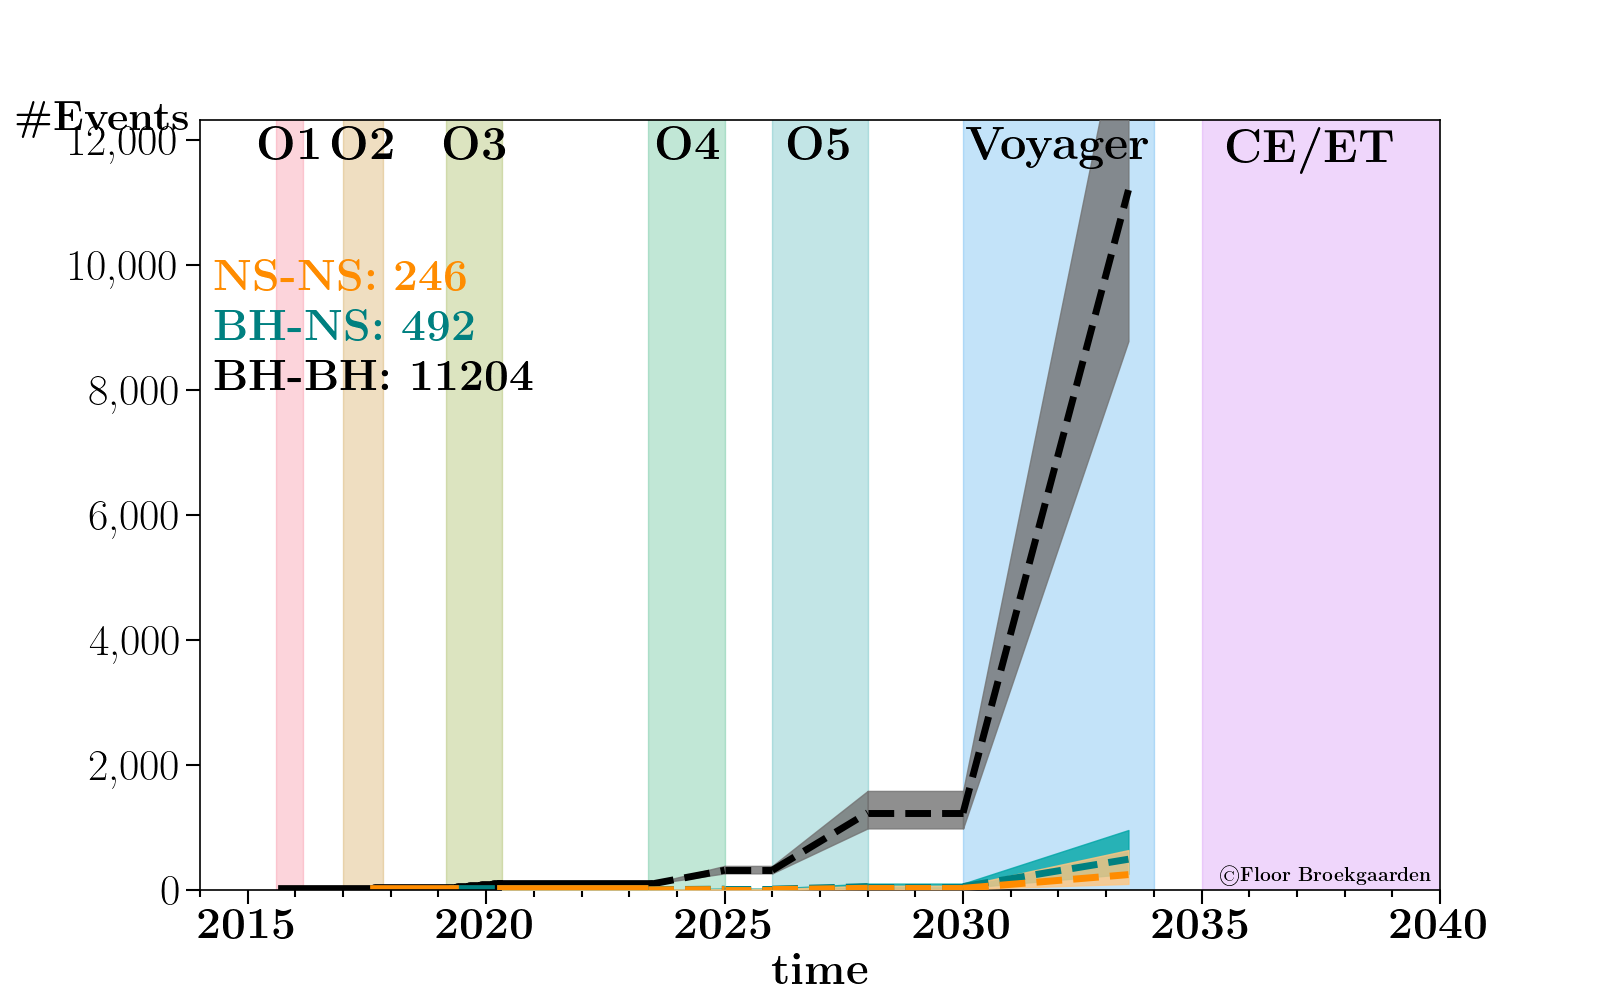 #Events
12,000
O1 O2 O3 O4 O5 Voyager CE/ET
10,000
NS-NS: 246
BH-NS: 492
BH-BH: 11204
8,000
6,000
4,000
2,000
©Floor Broekgaarden
0
2015 2020 2025 2030 2035 2040
time